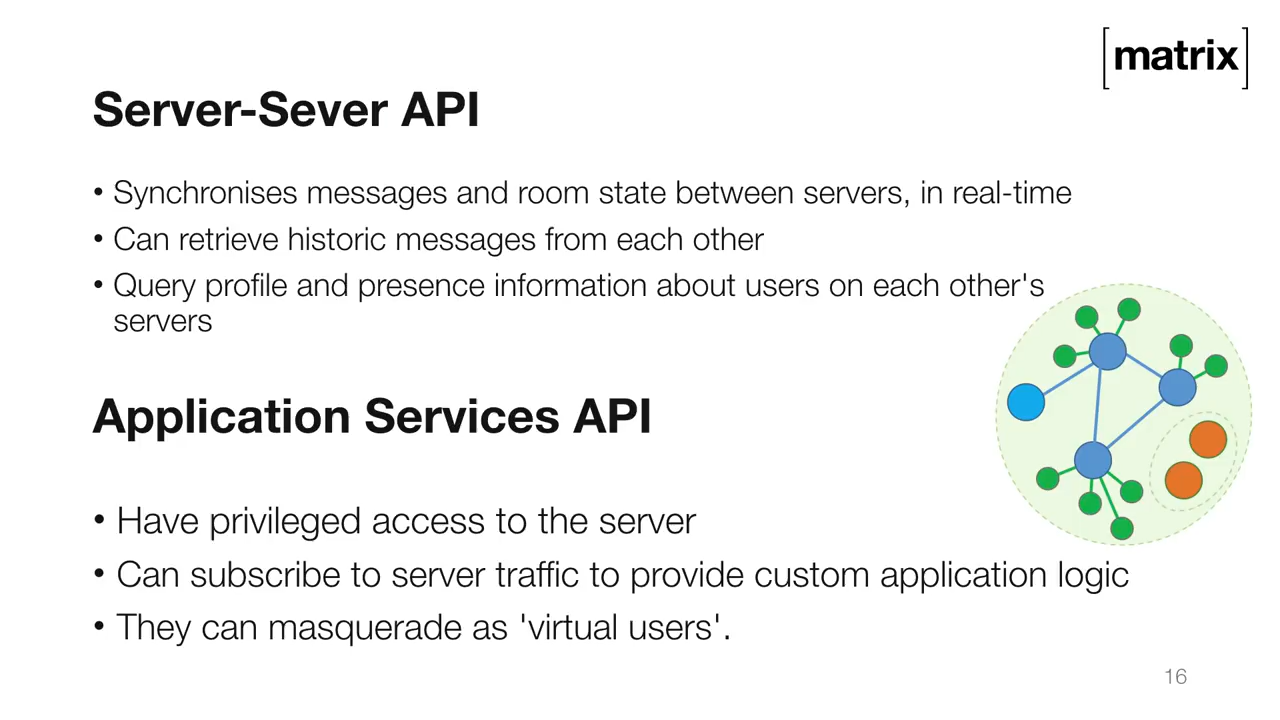 [matrix]
Server-Sever API
• Synchronises messages and room state between servers, in real-time
• Can retrieve historic messages from each other
• Query profile and presence information about users on each other's
servers
Application Services API
• Have privileged access to the server
• Can subscribe to server traffic to provide custom application logic
• They can masquerade as 'virtual users'.
16